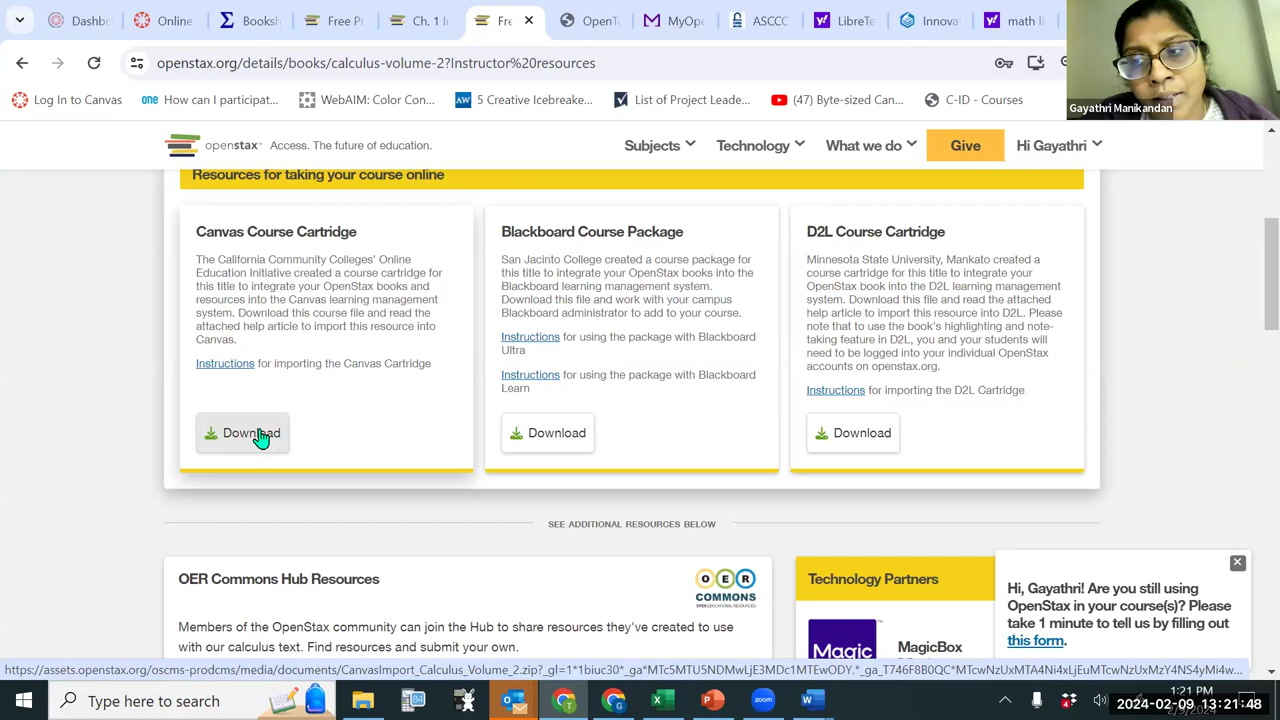 Dashbo
Online
Booksh
Free Pr
Ch. 1 I
Fre
OpenTe
MyOpe
ASCCC
LibreTe
Innova
math li
openstax.org/details/books/calculus-volume-2?Instructor%20resources
Log In to Canvas
How can I participat...
WebAIM: Color Con...
5 Creative Icebreake...
List of Project Leade...
(47) Byte-sized Can...
C-ID - Courses
Gayathri Manikandan
openstax
Access. The future of education.
Subjects
Technology
What we do
Give
Hi Gayathri
Resources for taking your course online
Canvas Course Cartridge
The California Community Colleges' Online
Education Initiative created a course cartridge for
this title to integrate your OpenStax books and
resources into the Canvas learning management
system. Download this course file and read the
attached help article to import this resource into
Canvas.
Instructions for importing the Canvas Cartridge
Download
Blackboard Course Package
San Jacinto College created a course package for
this title to integrate your OpenStax books into the
Blackboard learning management system.
Download this file and work with your campus
Blackboard administrator to add to your course.
Instructions for using the package with Blackboard
Ultra
Instructions for using the package with Blackboard
Learn
Download
D2L Course Cartridge
Minnesota State University, Mankato created a
course cartridge for this title to integrate your
OpenStax book into the D2L learning management
system. Download this file and read the attached
help article to import this resource into D2L. Please
note that to use the book's highlighting and note-
taking feature in D2L, you and your students will
need to be logged into your individual OpenStax
accounts on openstax.org.
Instructions for importing the D2L Cartridge
Download
SEE ADDITIONAL RESOURCES BELOW
OER Commons Hub Resources
OER
COMMONS
OPEN EDUCATIONAL RESOURCES
Members of the OpenStax community can join the Hub to share resources they've created to use
with our calculus text. Find resources and submit your own.
Technology Partners
Magic
MagicBox
Hi, Gayathri! Are you still using
OpenStax in your course(s)? Please
take 1 minute to tell us by filling out
this form.
Type here to search
1:21 PM
2024-02-09 13:21:48